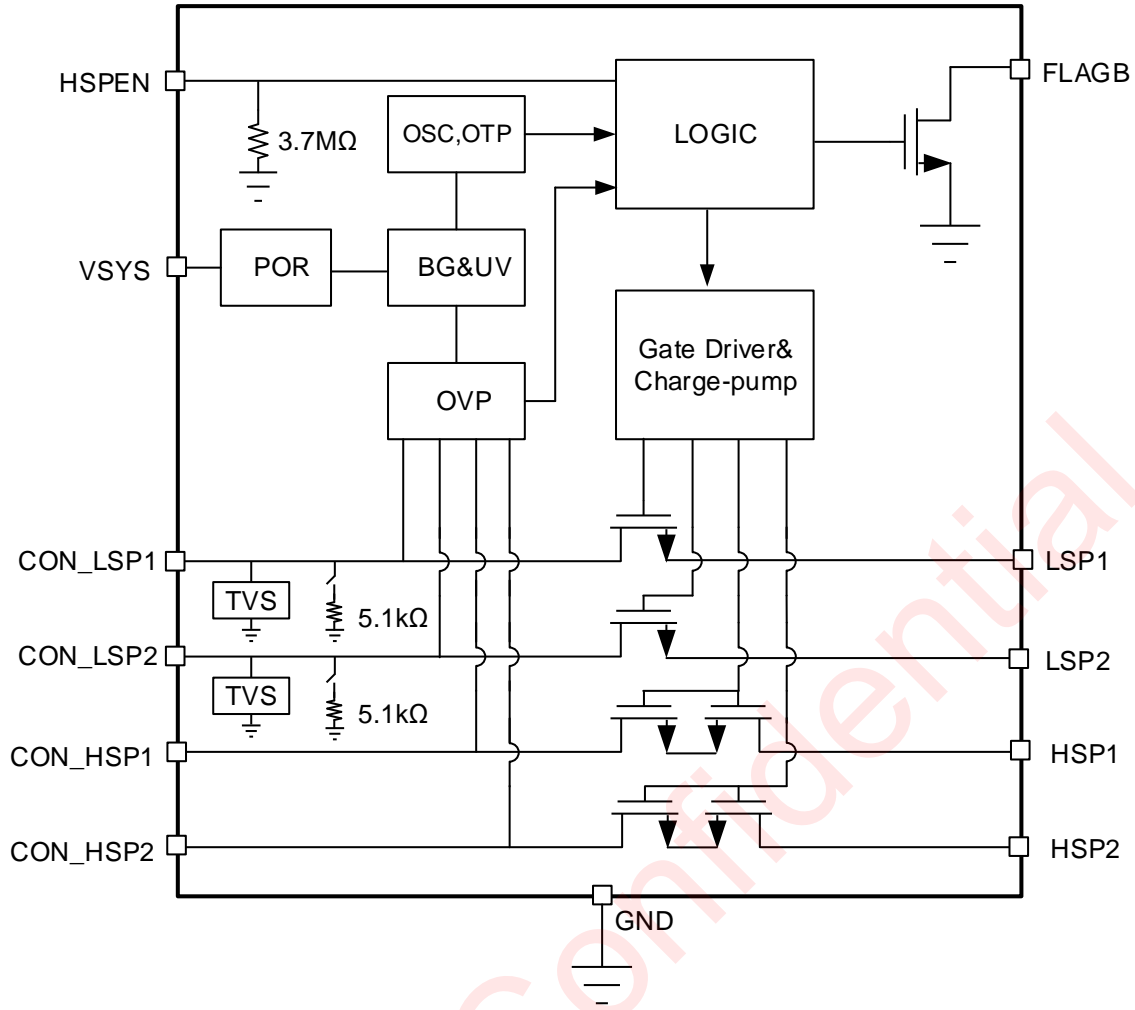 HSPEN
FLAGB
OSC,OTP
LOGIC
3.7MΩ
VSYS
POR
BG&UV
Gate Driver&
Charge-pump
OVP
CON_LSP1
LSP1
TVS
5.1kΩ
CON_LSP2
LSP2
TVS
5.1kΩ
CON_HSP1
HSP1
CON_HSP2
HSP2
GND
Confidential